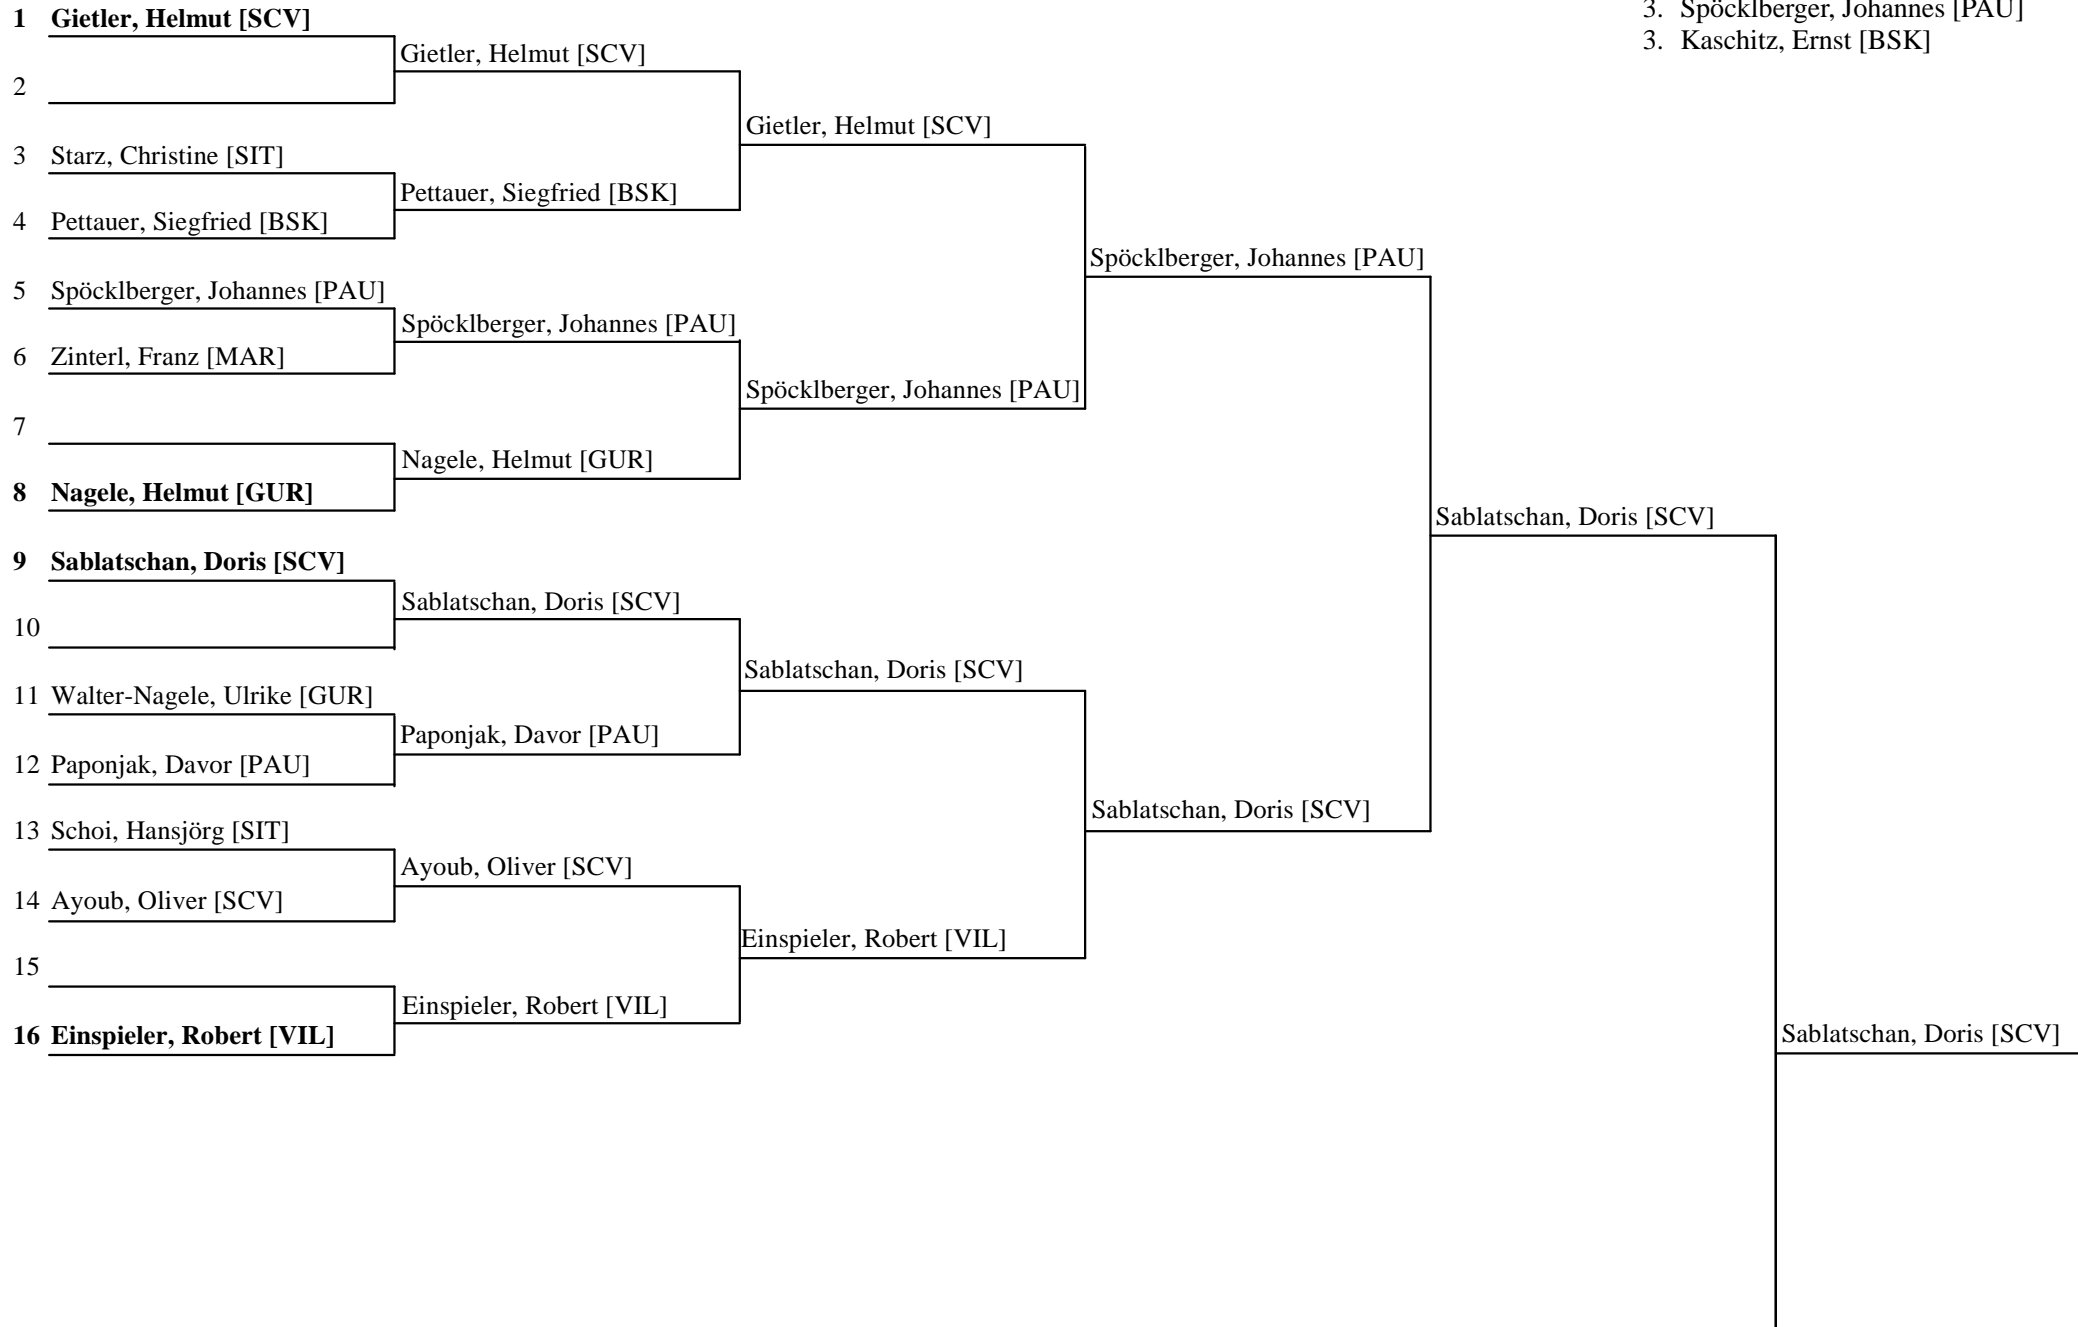 1 Gietler, Helmut [SCV]
3. Spöcklberger, Johannes [PAU]
3. Kaschitz, Ernst [BSK]
Gietler, Helmut [SCV]
2
Gietler, Helmut [SCV]
3 Starz, Christine [SIT]
Pettauer, Siegfried [BSK]
4 Pettauer, Siegfried [BSK]
Spöcklberger, Johannes [PAU]
5 Spöcklberger, Johannes [PAU]
Spöcklberger, Johannes [PAU]
6 Zinterl, Franz [MAR]
Spöcklberger, Johannes [PAU]
7
Nagele, Helmut [GUR]
8 Nagele, Helmut [GUR]
Sablatschan, Doris [SCV]
9 Sablatschan, Doris [SCV]
Sablatschan, Doris [SCV]
10
Sablatschan, Doris [SCV]
11 Walter-Nagele, Ulrike [GUR]
Paponjak, Davor [PAU]
12 Paponjak, Davor [PAU]
Sablatschan, Doris [SCV]
13 Schoi, Hansjörg [SIT]
Ayoub, Oliver [SCV]
14 Ayoub, Oliver [SCV]
Einspieler, Robert [VIL]
15
Einspieler, Robert [VIL]
16 Einspieler, Robert [VIL]
Sablatschan, Doris [SCV]